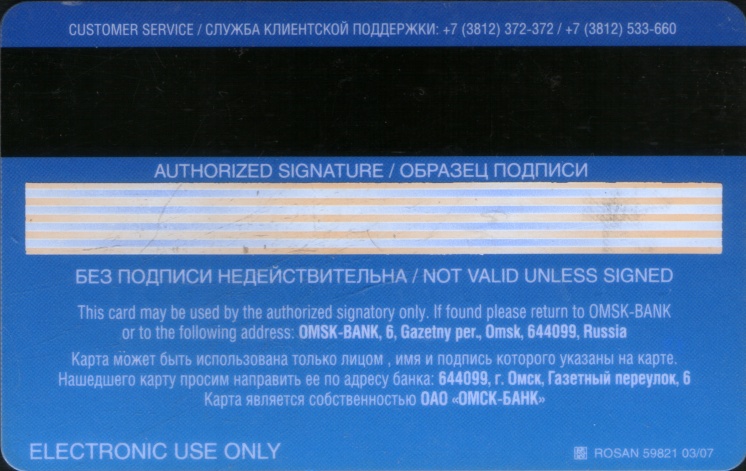 CUSTOMER SERVICE / СЛУЖБА КЛИЕНТСКОЙ ПОДДЕРЖКИ: +7 (3812) 372-372 / +7 (3812) 533-660
AUTHORIZED SIGNATURE / ОБРАЗЕЦ ПОДПИСИ
БЕЗ ПОДПИСИ НЕДЕЙСТВИТЕЛЬНА / NOT VALID UNLESS SIGNED
This card may be used by the authorized signatory only. If found please return to OMSK-BANK
or to the following address: OMSK-BANK, 6, Gazetny per., Omsk, 644099, Russia
Карта может быть использована только лицом , имя и подпись которого указаны на карте.
Нашедшего карту просим направить ее по адресу банка: 644099, г. Омск, Газетный переулок, 6
Карта является собственностью ОАО «ОМСК-БАНК»
ELECTRONIC USE ONLY
ROSAN 59821 03/07